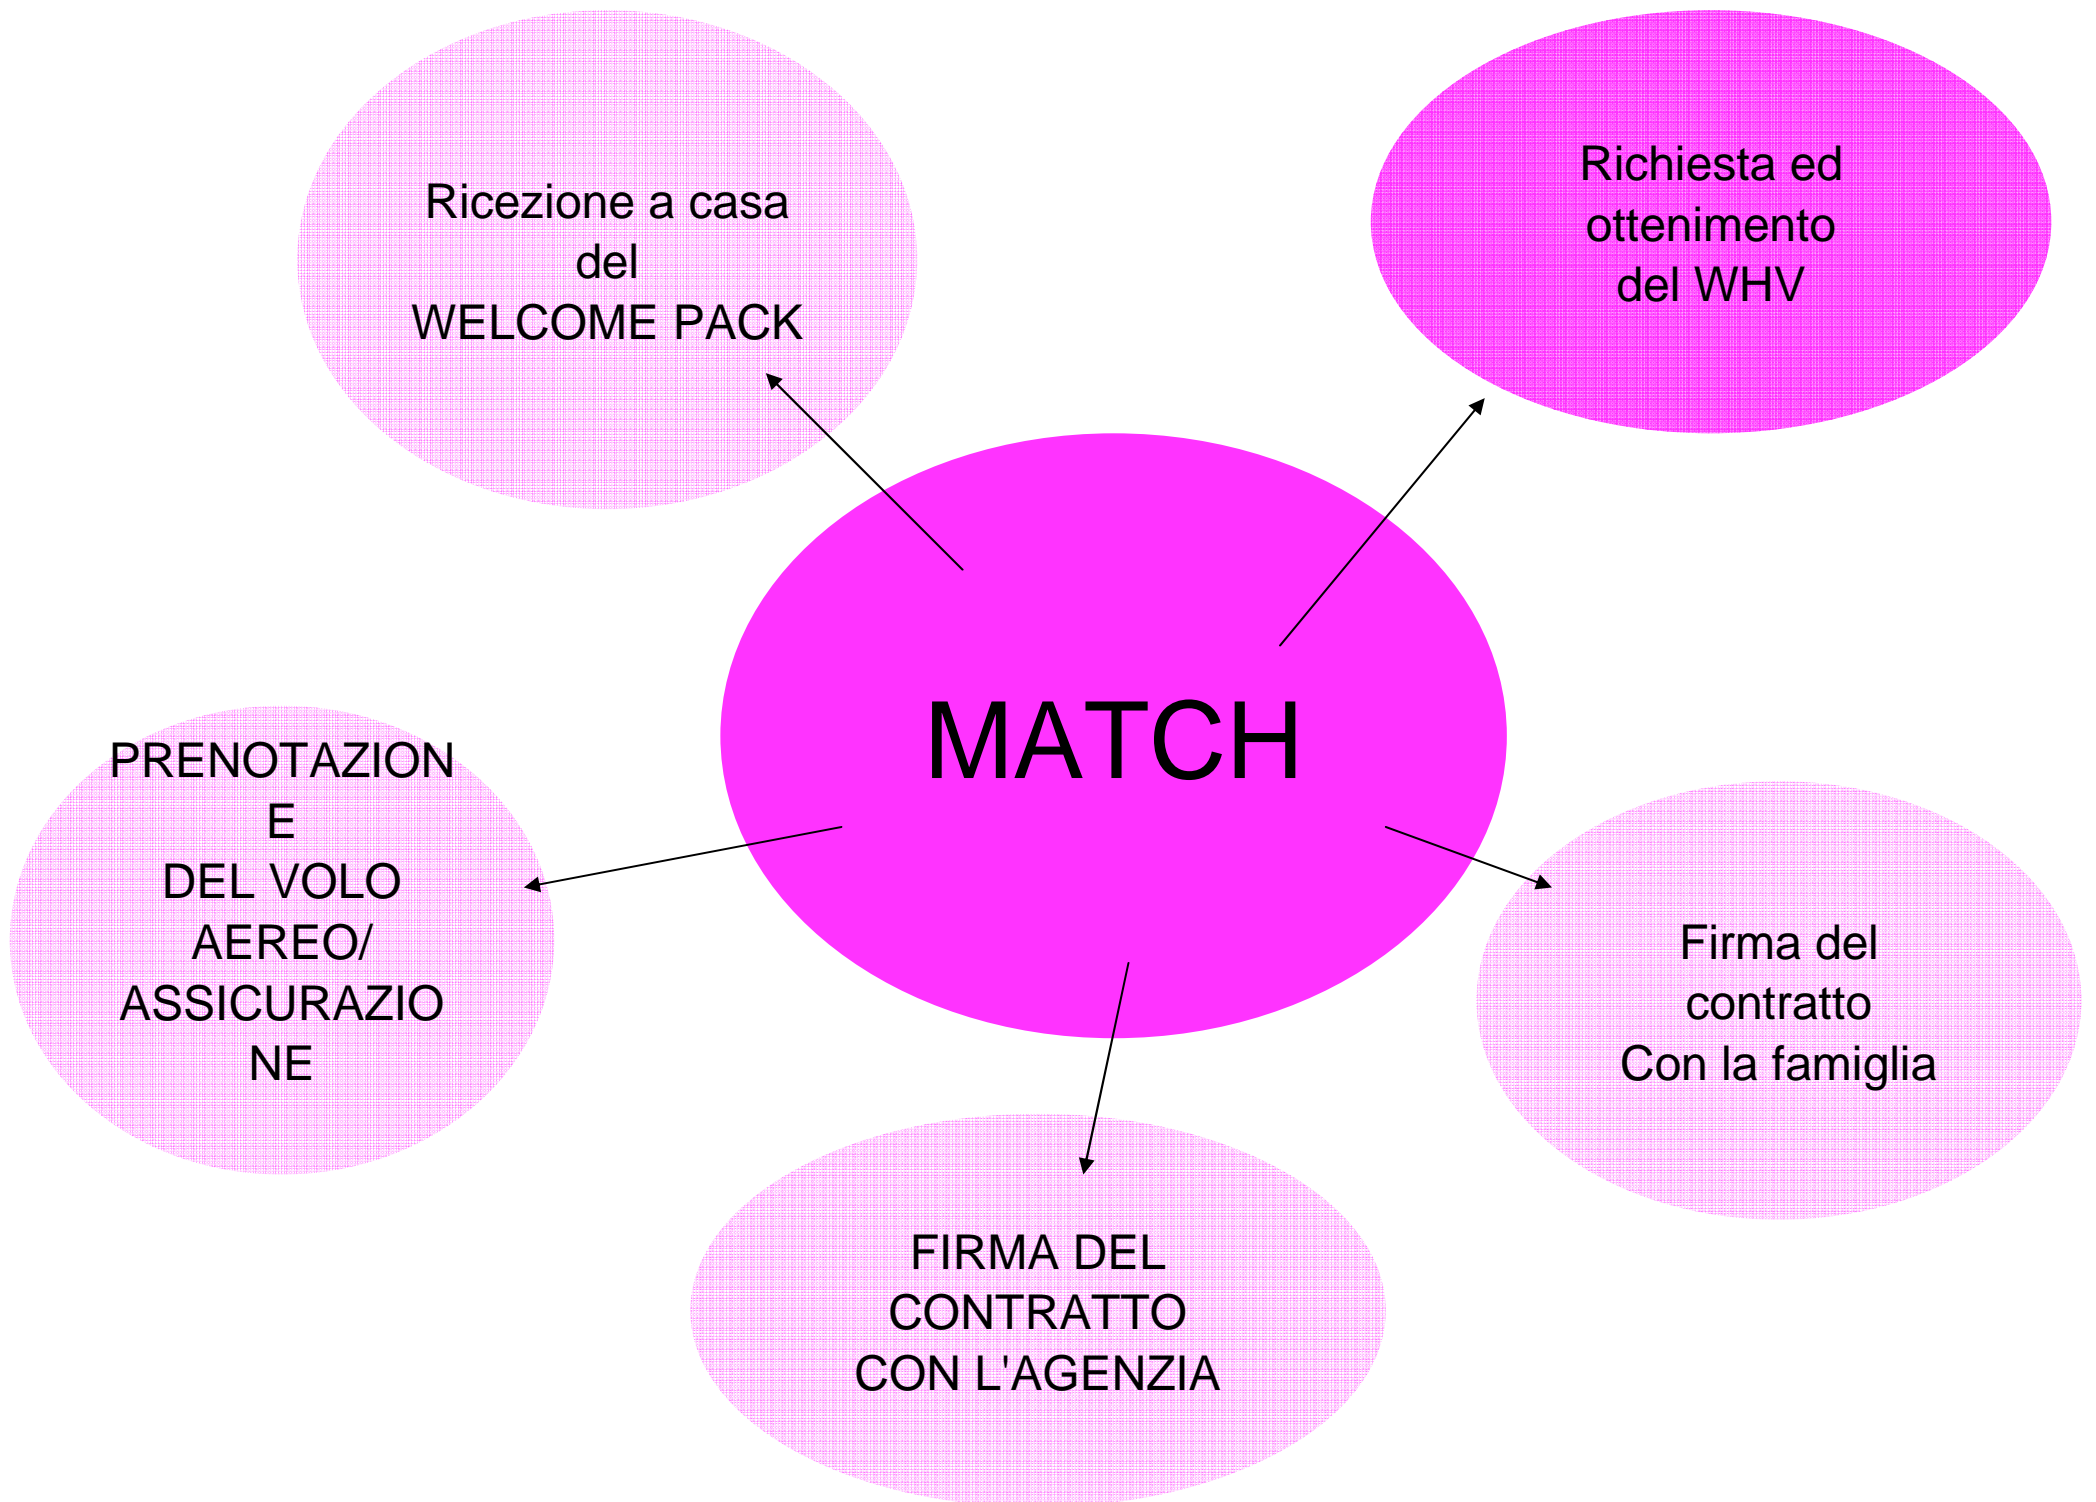 Ricezione a casa
del
WELCOME PACK
Richiesta ed
ottenimento
del WHV
MATCH
PRENOTAZION
E
DEL VOLO
AEREO/
ASSICURAZIO
NE
Firma del
contratto
Con la famiglia
FIRMA DEL
CONTRATTO
CON L'AGENZIA